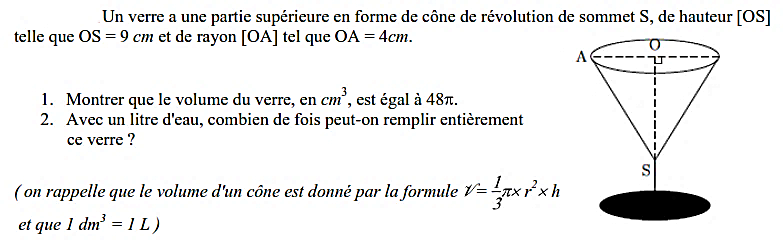 Un verre a une partie supérieure en forme de cône de révolution de sommet S, de hauteur [OS]
telle que OS = 9 cm et de rayon [OA] tel que OA = 4cm.
O
A
1. Montrer que le volume du verre, en cm³, est égal à 48π.
2. Avec un litre d'eau, combien de fois peut-on remplir entièrement
ce verre ?
S
( on rappelle que le volume d'un cône est donné par la formule V = 1/3 π× r² × h
et que 1 dm³ = 1 L )